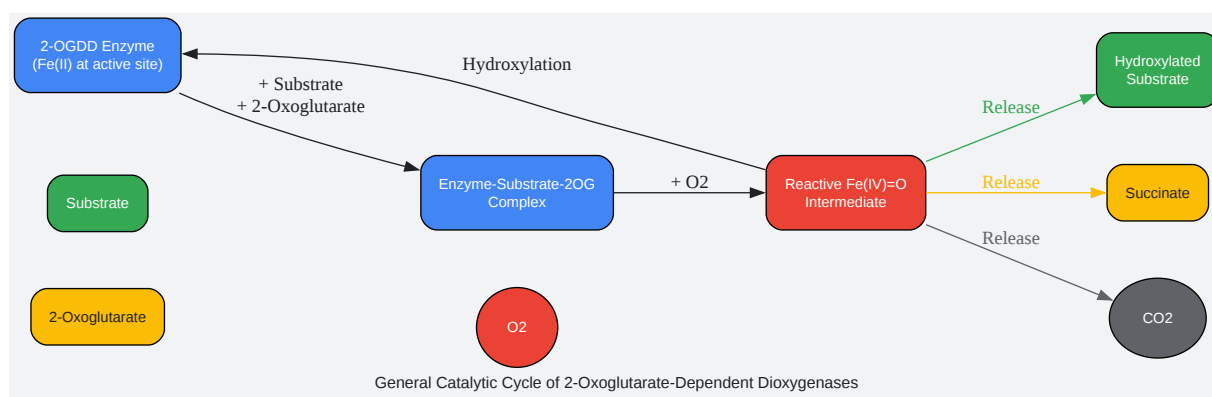 2-OGDD Enzyme
(Fe(II) at active site)
Hydroxylation
+ Substrate
+ 2-Oxoglutarate
Hydroxylated
Substrate
Release
Enzyme-Substrate-2OG
Complex
+ O2
Reactive Fe(IV)=O
Intermediate
Release
Succinate
Substrate
Release
2-Oxoglutarate
O2
CO2
General Catalytic Cycle of 2-Oxoglutarate-Dependent Dioxygenases